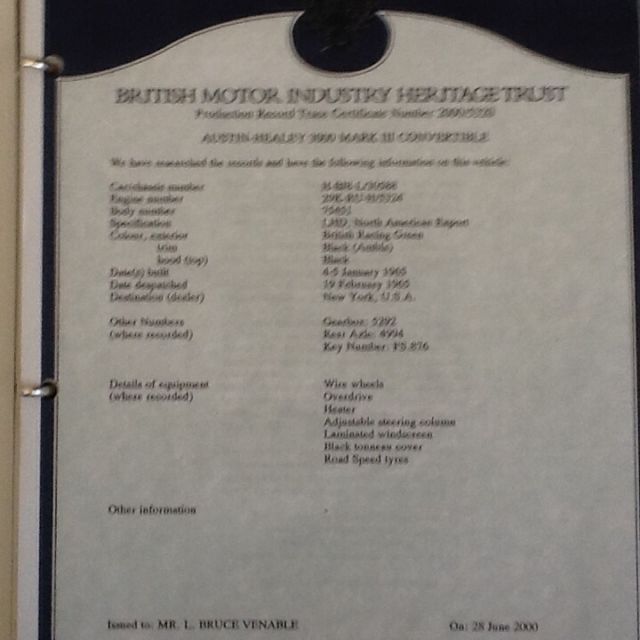 BRITISH MOTOR INDUSTRY HERITAGE TRUST
Production Record Trace Certificate Number
AUSTIN-HEALEY 3000 MARK III CONVERTIBLE
We have researched the records and have the following information on this vehicle:
Car/chassis number
Engine number
Body number
Specification LHD, North American Export
Colour, exterior British Racing Green
trim Black (Ambla)
hood (top) Black
Date(s) built 4-5 January 1965
Date despatched 19 February 1965
Destination (dealer) New York, U.S.A.
Other Numbers Gearbox: 5292
(where recorded) Rear Axle: 4994
Key Number: FS 876
Details of equipment Wire wheels
(where recorded) Overdrive
Heater
Adjustable steering column
Laminated windscreen
Black tonneau cover
Road Speed tyres
Other information
Issued to: MR. L. BRUCE VENABLE On: 28 June 2000